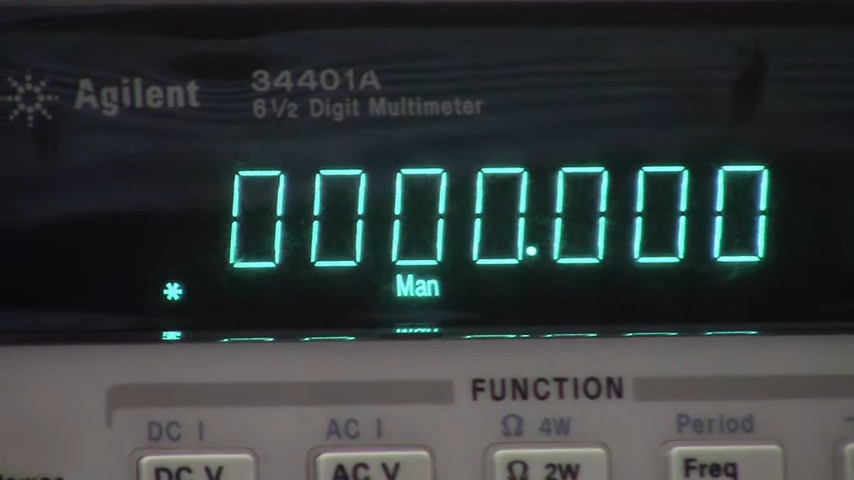 Agilent 34401A
6½ Digit Multimeter
0000.000
* Man
FUNCTION
DC I AC I Ω 4W Period
DC V AC V Ω 2W Freq